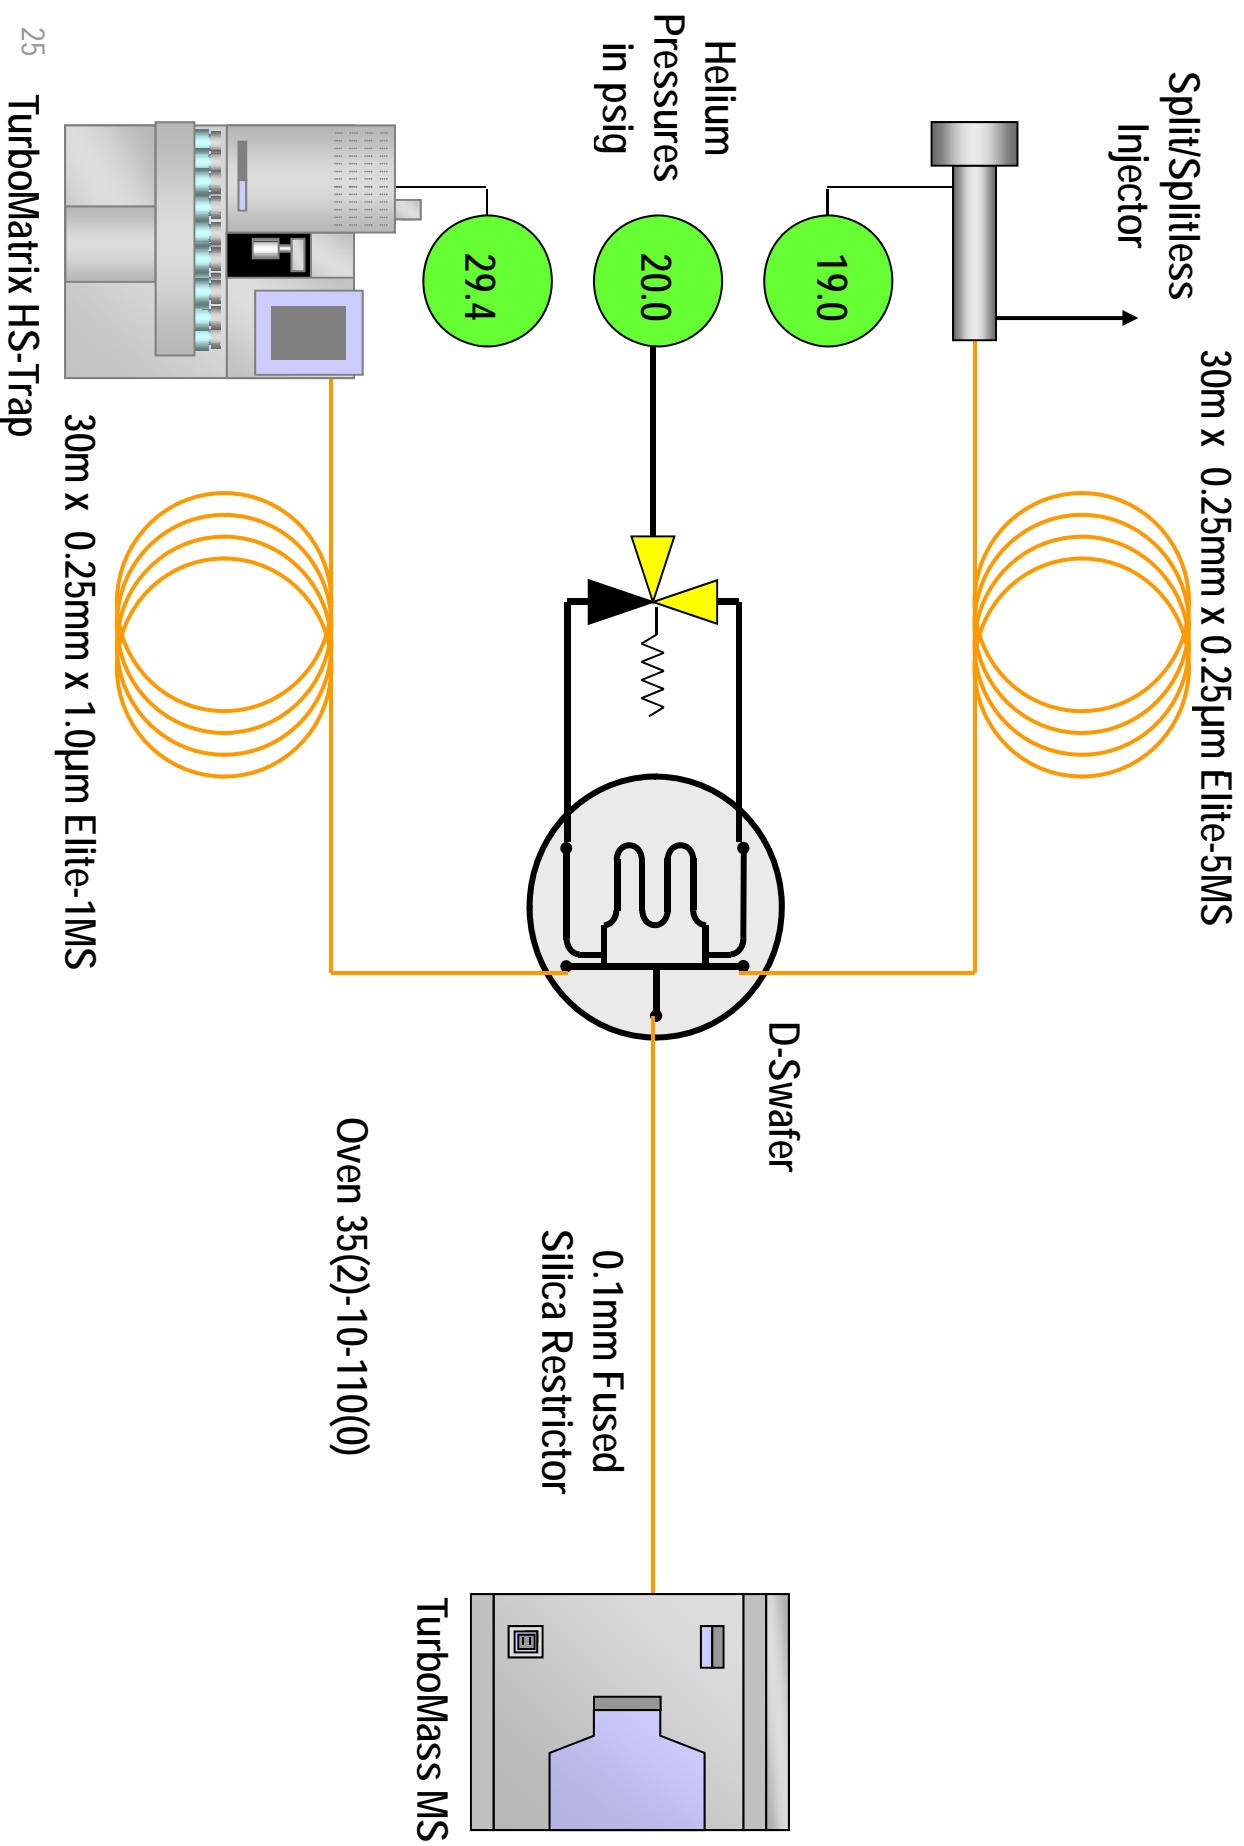 Split/Splitless
Injector
30m x 0.25mm x 0.25µm Elite-5MS
19.0
Helium
Pressures
in psig
20.0
D-Swafer
0.1mm Fused
Silica Restrictor
29.4
Oven 35(2)-10-110(0)
TurboMass MS
30m x 0.25mm x 1.0µm Elite-1MS
TurboMatrix HS-Trap
25